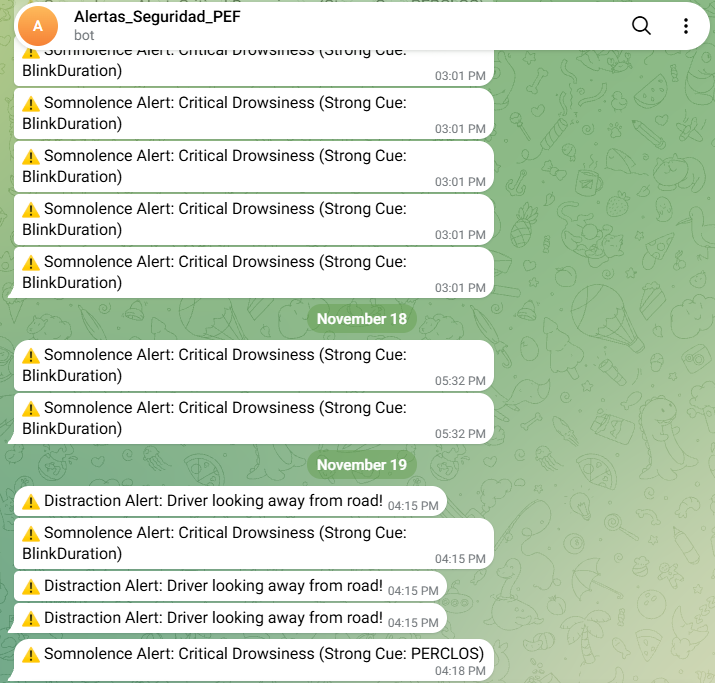 A
Alertas_Seguridad_PEF
bot
⚠️ Somnolence Alert: Critical Drowsiness (Strong Cue:
BlinkDuration)
03:01 PM
⚠️ Somnolence Alert: Critical Drowsiness (Strong Cue:
BlinkDuration)
03:01 PM
⚠️ Somnolence Alert: Critical Drowsiness (Strong Cue:
BlinkDuration)
03:01 PM
⚠️ Somnolence Alert: Critical Drowsiness (Strong Cue:
BlinkDuration)
03:01 PM
⚠️ Somnolence Alert: Critical Drowsiness (Strong Cue:
BlinkDuration)
03:01 PM
November 18
⚠️ Somnolence Alert: Critical Drowsiness (Strong Cue:
BlinkDuration)
05:32 PM
⚠️ Somnolence Alert: Critical Drowsiness (Strong Cue:
BlinkDuration)
05:32 PM
November 19
⚠️ Distraction Alert: Driver looking away from road! 04:15 PM
⚠️ Somnolence Alert: Critical Drowsiness (Strong Cue:
BlinkDuration)
04:15 PM
⚠️ Distraction Alert: Driver looking away from road! 04:15 PM
⚠️ Distraction Alert: Driver looking away from road! 04:15 PM
⚠️ Somnolence Alert: Critical Drowsiness (Strong Cue: PERCLOS)
04:18 PM